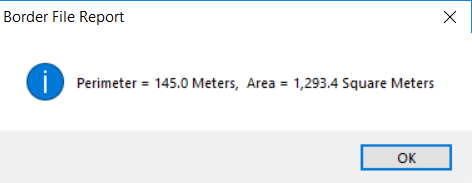 Border File Report
Perimeter = 145.0 Meters, Area = 1,293.4 Square Meters
OK